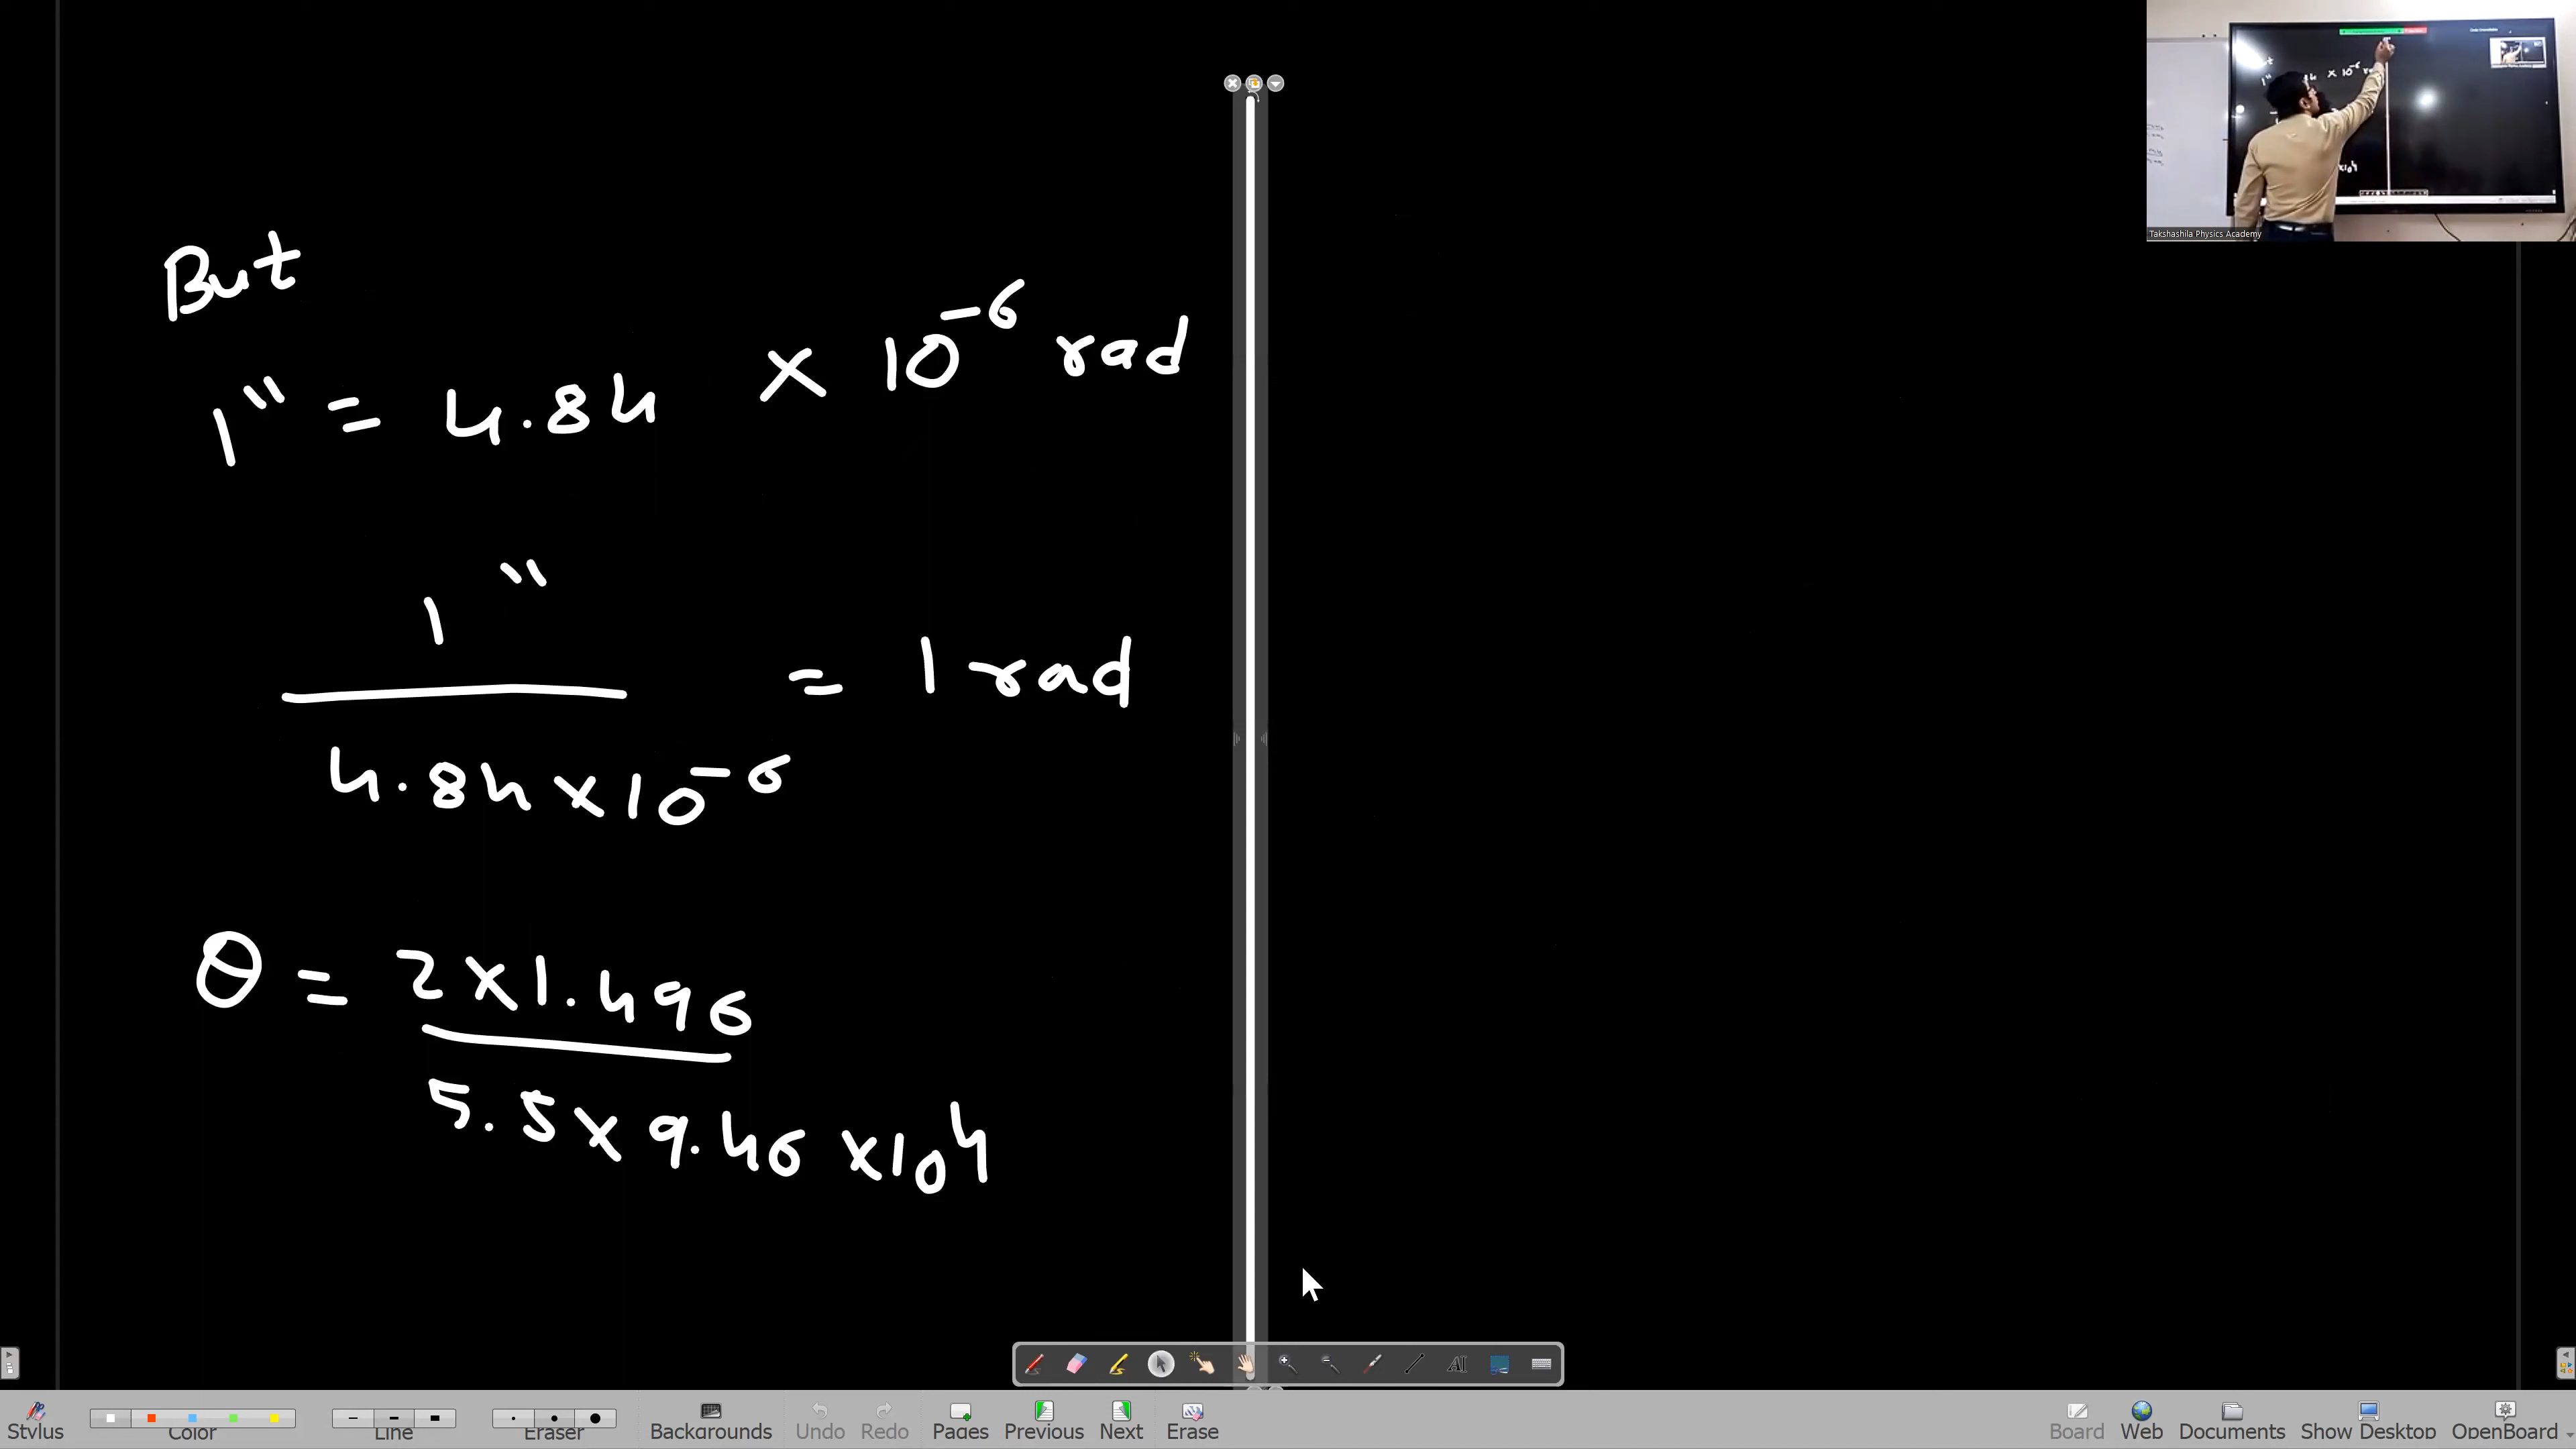 But
1" = 4.84 × 10⁻⁶ rad
1"
4.84 × 10⁻⁶
= 1 rad
θ = 2 × 1.496
5.5 × 9.46 × 10⁴
Takshashila Physics Academy
Stylus Color Line Eraser Backgrounds Undo Redo Pages Previous Next Erase Board Web Documents Show Desktop OpenBoard